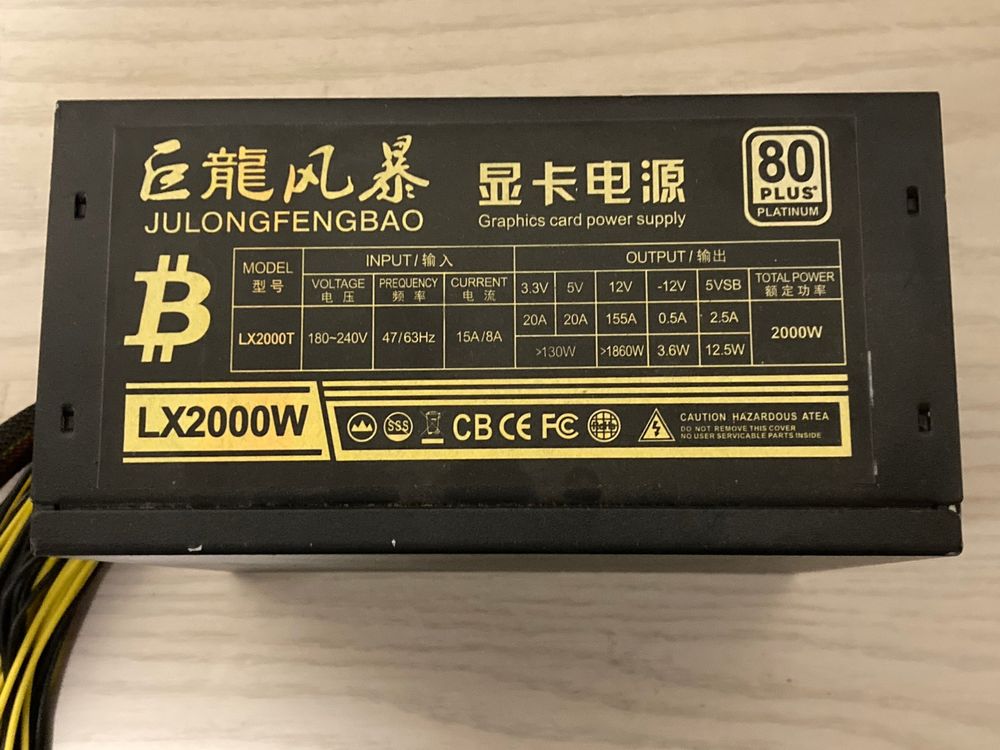 巨龍风暴
JULONGFENGBAO
显卡电源
Graphics card power supply
80
PLUS
PLATINUM
MODEL
型号
INPUT/输入
OUTPUT/输出
VOLTAGE
电压
PREQUENCY
频率
CURRENT
电流
3.3V 5V 12V -12V 5VSB
TOTAL POWER
额定功率
LX2000T 180~240V 47/63Hz 15A/8A
20A 20A 155A 0.5A 2.5A
>130W >1860W 3.6W 12.5W
2000W
LX2000W
SSS
CB CE FC
CAUTION HAZARDOUS ATEA
DO NOT REMOVE THIS COVER
NO USER SERVICABLE PARTS INSIDE